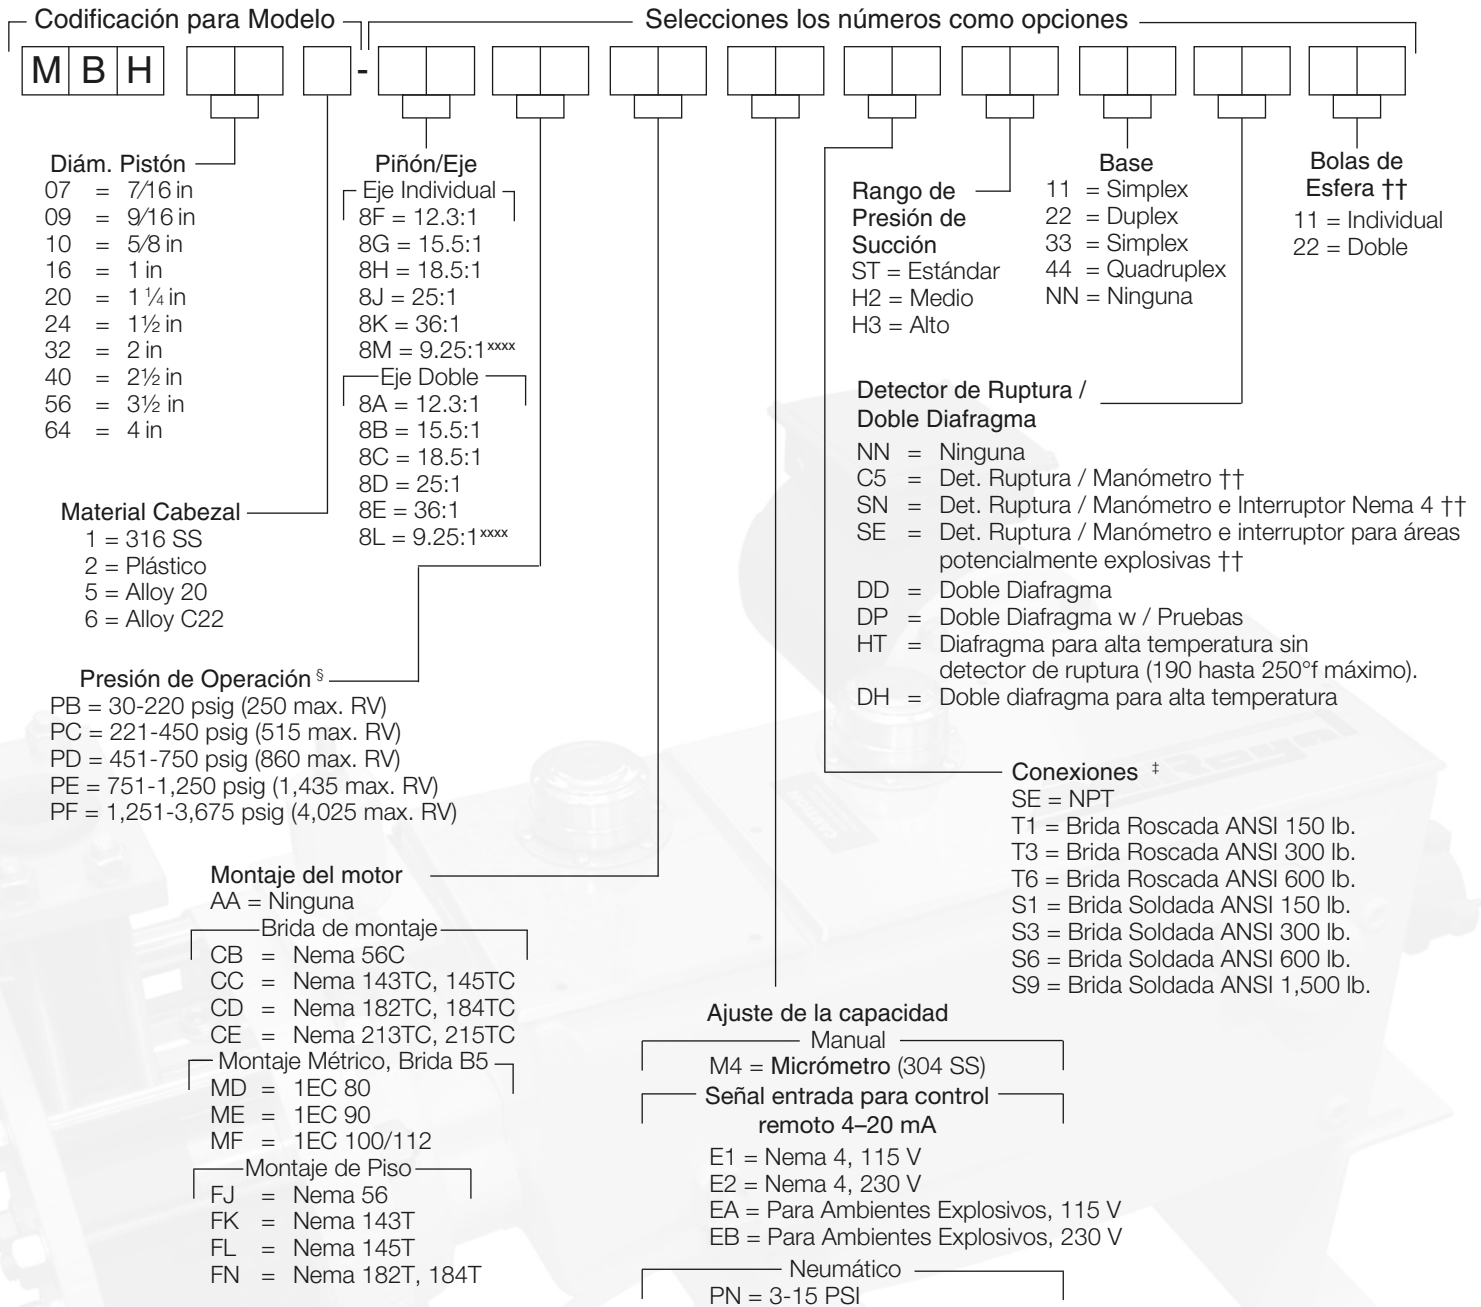 Codificación para Modelo
Selecciones los números como opciones
M B H -
Diám. Pistón
07 = 7/16 in
09 = 9/16 in
10 = 5/8 in
16 = 1 in
20 = 1 ¼ in
24 = 1½ in
32 = 2 in
40 = 2½ in
56 = 3½ in
64 = 4 in
Material Cabezal
1 = 316 SS
2 = Plástico
5 = Alloy 20
6 = Alloy C22
Piñón/Eje
Eje Individual
8F = 12.3:1
8G = 15.5:1
8H = 18.5:1
8J = 25:1
8K = 36:1
8M = 9.25:1xxxx
Eje Doble
8A = 12.3:1
8B = 15.5:1
8C = 18.5:1
8D = 25:1
8E = 36:1
8L = 9.25:1xxxx
Presión de Operación §
PB = 30-220 psig (250 max. RV)
PC = 221-450 psig (515 max. RV)
PD = 451-750 psig (860 max. RV)
PE = 751-1,250 psig (1,435 max. RV)
PF = 1,251-3,675 psig (4,025 max. RV)
Montaje del motor
AA = Ninguna
Brida de montaje
CB = Nema 56C
CC = Nema 143TC, 145TC
CD = Nema 182TC, 184TC
CE = Nema 213TC, 215TC
Montaje Métrico, Brida B5
MD = 1EC 80
ME = 1EC 90
MF = 1EC 100/112
Montaje de Piso
FJ = Nema 56
FK = Nema 143T
FL = Nema 145T
FN = Nema 182T, 184T
Ajuste de la capacidad
Manual
M4 = Micrómetro (304 SS)
Señal entrada para control
remoto 4–20 mA
E1 = Nema 4, 115 V
E2 = Nema 4, 230 V
EA = Para Ambientes Explosivos, 115 V
EB = Para Ambientes Explosivos, 230 V
Neumático
PN = 3-15 PSI
Conexiones ‡
SE = NPT
T1 = Brida Roscada ANSI 150 lb.
T3 = Brida Roscada ANSI 300 lb.
T6 = Brida Roscada ANSI 600 lb.
S1 = Brida Soldada ANSI 150 lb.
S3 = Brida Soldada ANSI 300 lb.
S6 = Brida Soldada ANSI 600 lb.
S9 = Brida Soldada ANSI 1,500 lb.
Rango de
Presión de
Succión
ST = Estándar
H2 = Medio
H3 = Alto
Base
11 = Simplex
22 = Duplex
33 = Simplex
44 = Quadruplex
NN = Ninguna
Detector de Ruptura /
Doble Diafragma
NN = Ninguna
C5 = Det. Ruptura / Manómetro ††
SN = Det. Ruptura / Manómetro e Interruptor Nema 4 ††
SE = Det. Ruptura / Manómetro e interruptor para áreas
potencialmente explosivas ††
DD = Doble Diafragma
DP = Doble Diafragma w / Pruebas
HT = Diafragma para alta temperatura sin
detector de ruptura (190 hasta 250°f máximo).
DH = Doble diafragma para alta temperatura
Bolas de
Esfera ††
11 = Individual
22 = Doble